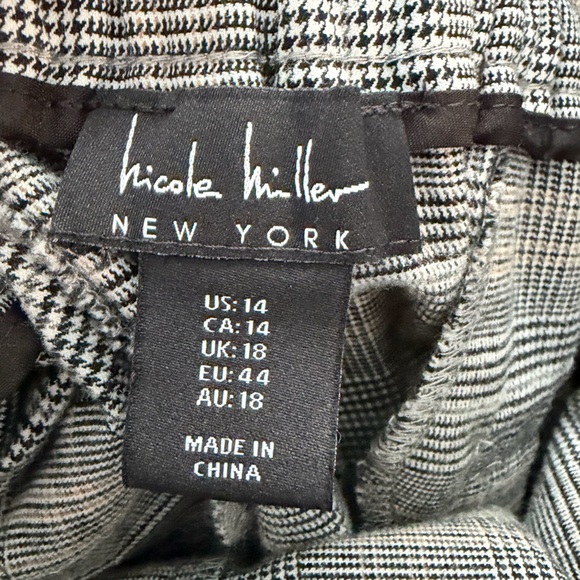 nicole miller
NEW YORK
US:14
CA:14
UK:18
EU:44
AU:18
MADE IN
CHINA